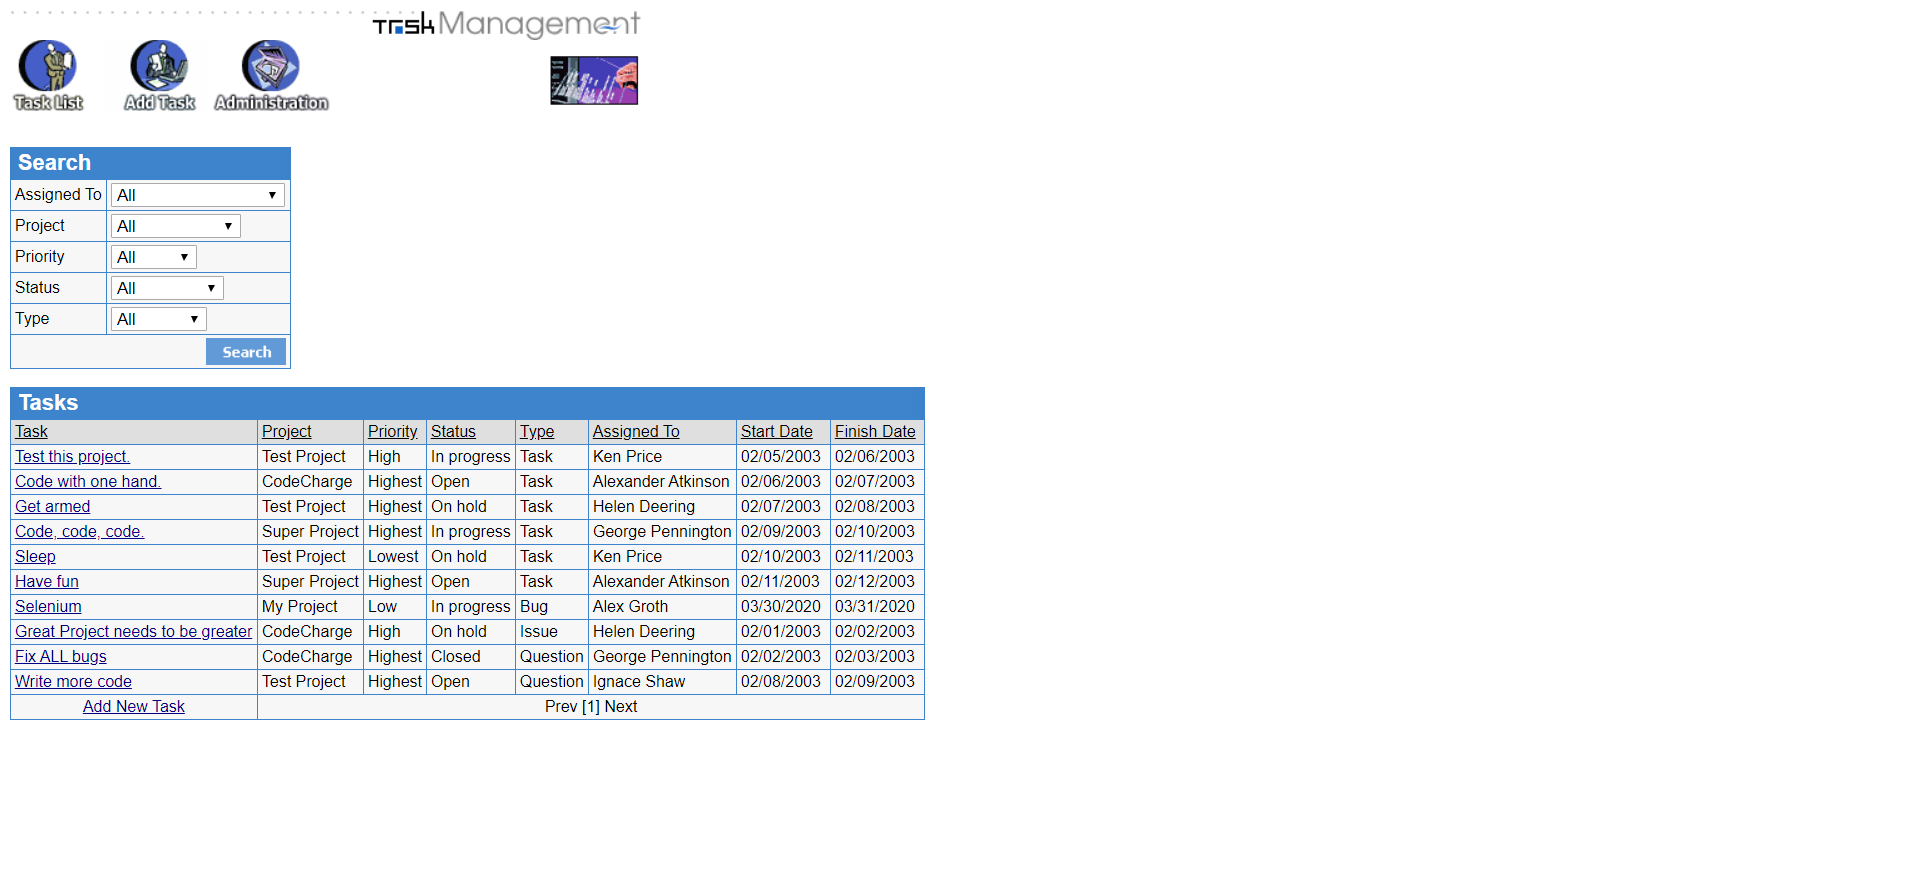 Task Management
Task List Add Task Administration
Search
Assigned To All
Project All
Priority All
Status All
Type All
Search
Tasks
Task Project Priority Status Type Assigned To Start Date Finish Date
Test this project. Test Project High In progress Task Ken Price 02/05/2003 02/06/2003
Code with one hand. CodeCharge Highest Open Task Alexander Atkinson 02/06/2003 02/07/2003
Get armed Test Project Highest On hold Task Helen Deering 02/07/2003 02/08/2003
Code, code, code. Super Project Highest In progress Task George Pennington 02/09/2003 02/10/2003
Sleep Test Project Lowest On hold Task Ken Price 02/10/2003 02/11/2003
Have fun Super Project Highest Open Task Alexander Atkinson 02/11/2003 02/12/2003
Selenium My Project Low In progress Bug Alex Groth 03/30/2020 03/31/2020
Great Project needs to be greater CodeCharge High On hold Issue Helen Deering 02/01/2003 02/02/2003
Fix ALL bugs CodeCharge Highest Closed Question George Pennington 02/02/2003 02/03/2003
Write more code Test Project Highest Open Question Ignace Shaw 02/08/2003 02/09/2003
Add New Task Prev [1] Next